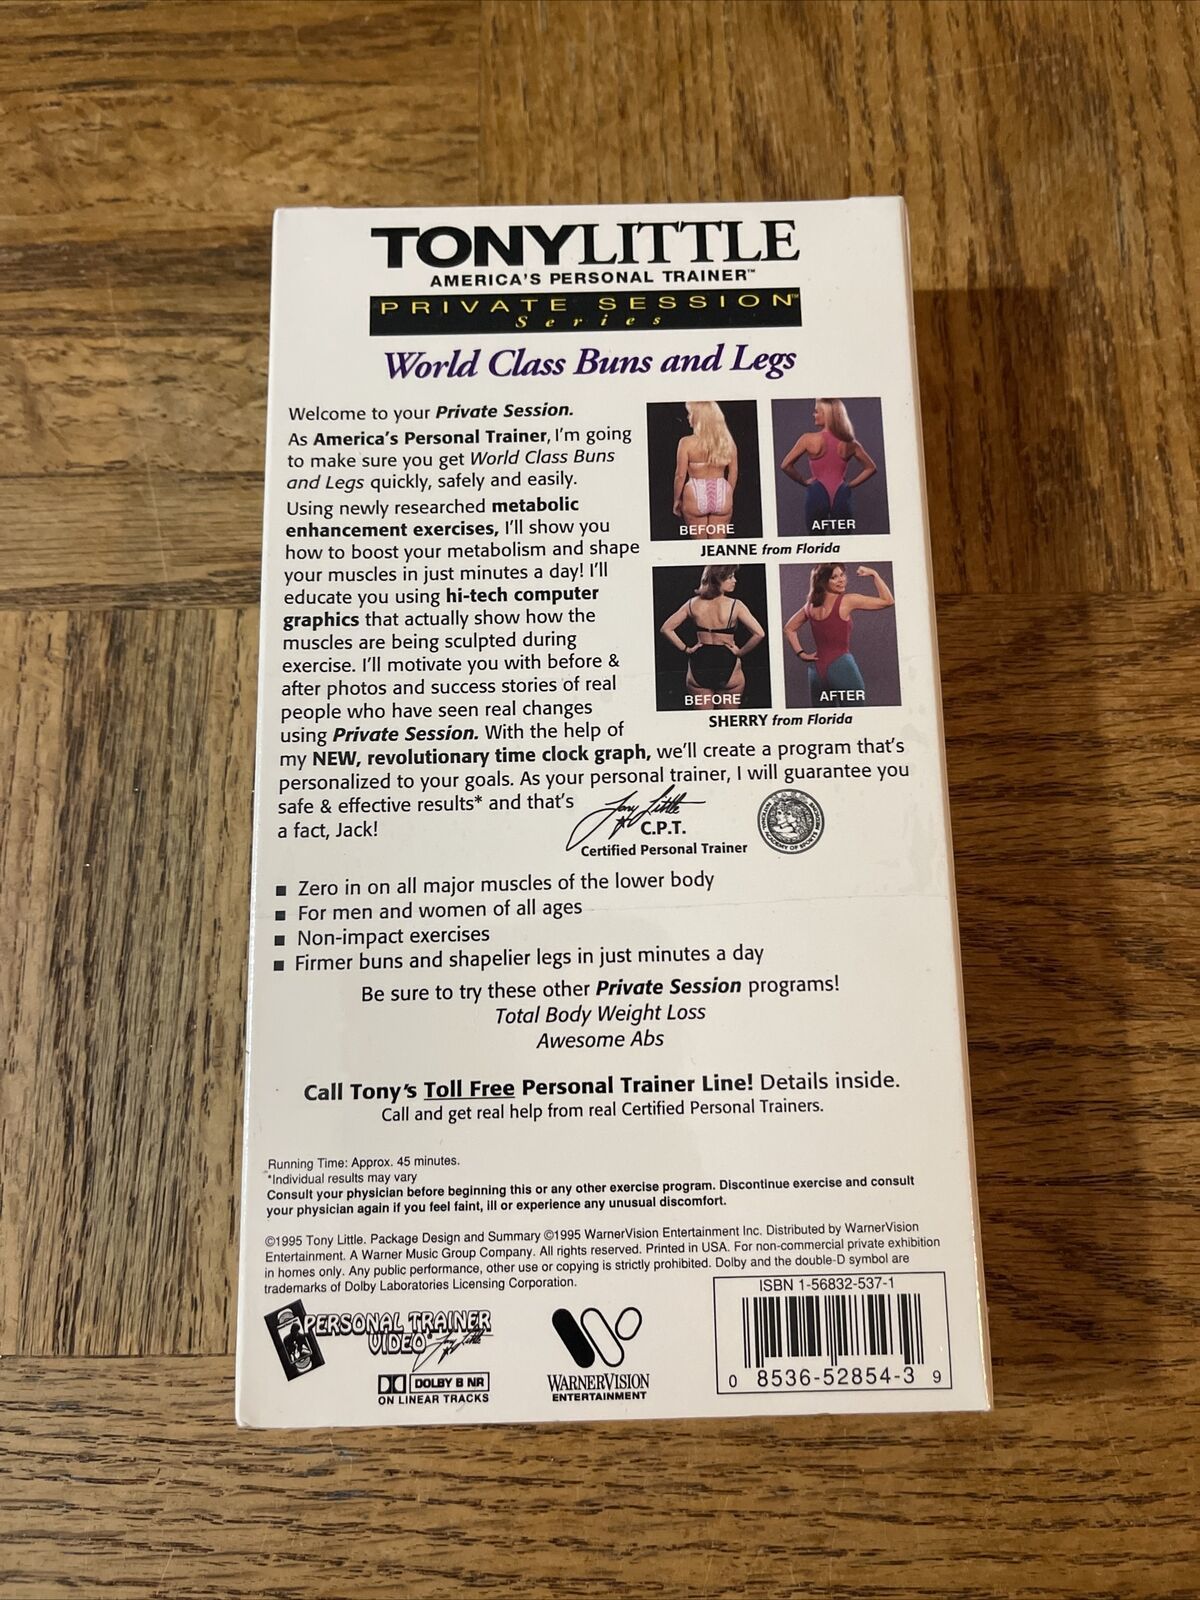 TONYLITTLE
AMERICA'S PERSONAL TRAINER™
PRIVATE SESSION™
Series
World Class Buns and Legs
Welcome to your Private Session.
As America's Personal Trainer, I'm going
to make sure you get World Class Buns
and Legs quickly, safely and easily.
Using newly researched metabolic
enhancement exercises, I'll show you
how to boost your metabolism and shape
your muscles in just minutes a day! I'll
educate you using hi-tech computer
graphics that actually show how the
muscles are being sculpted during
exercise. I'll motivate you with before &
after photos and success stories of real
people who have seen real changes
using Private Session. With the help of
my NEW, revolutionary time clock graph, we'll create a program that's
personalized to your goals. As your personal trainer, I will guarantee you
safe & effective results* and that's
a fact, Jack!
BEFORE
AFTER
JEANNE from Florida
BEFORE
AFTER
SHERRY from Florida
Tony Little
C.P.T.
Certified Personal Trainer
NATIONAL ACADEMY OF SPORTS MEDICINE
■ Zero in on all major muscles of the lower body
■ For men and women of all ages
■ Non-impact exercises
■ Firmer buns and shapelier legs in just minutes a day
Be sure to try these other Private Session programs!
Total Body Weight Loss
Awesome Abs
Call Tony's Toll Free Personal Trainer Line! Details inside.
Call and get real help from real Certified Personal Trainers.
Running Time: Approx. 45 minutes.
*Individual results may vary
Consult your physician before beginning this or any other exercise program. Discontinue exercise and consult
your physician again if you feel faint, ill or experience any unusual discomfort.
©1995 Tony Little. Package Design and Summary ©1995 WarnerVision Entertainment Inc. Distributed by WarnerVision
Entertainment. A Warner Music Group Company. All rights reserved. Printed in USA. For non-commercial private exhibition
in homes only. Any public performance, other use or copying is strictly prohibited. Dolby and the double-D symbol are
trademarks of Dolby Laboratories Licensing Corporation.
PERSONAL TRAINER
VIDEO
Tony Little
DOLBY B NR
ON LINEAR TRACKS
WARNERVISION
ENTERTAINMENT
ISBN 1-56832-537-1
0 8536-52854-3 9